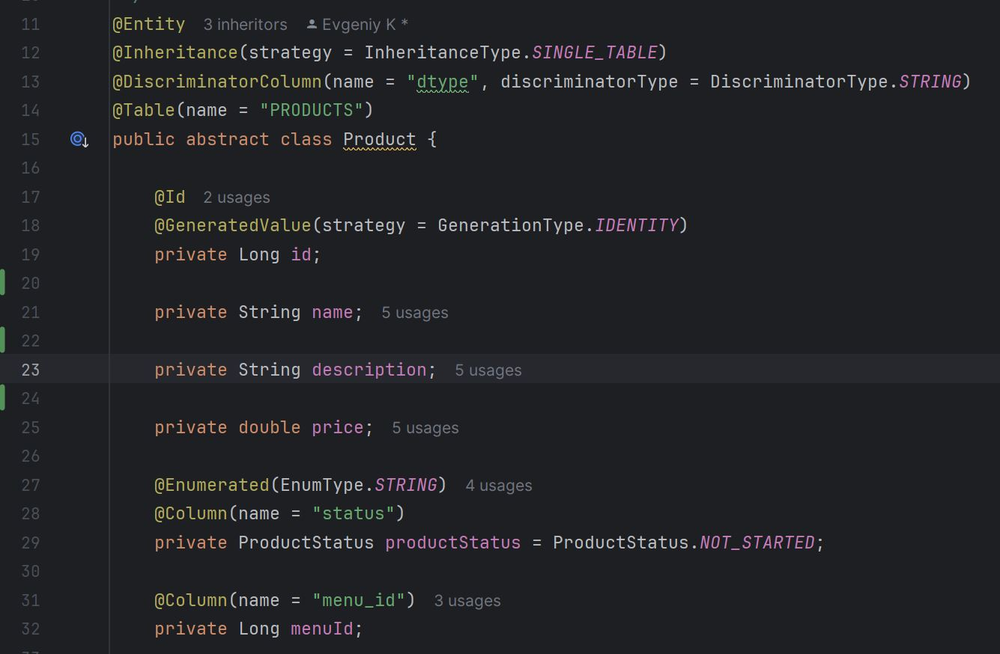 11 @Entity 3 inheritors Evgeniy K *
12 @Inheritance(strategy = InheritanceType.SINGLE_TABLE)
13 @DiscriminatorColumn(name = "dtype", discriminatorType = DiscriminatorType.STRING)
14 @Table(name = "PRODUCTS")
15 public abstract class Product {
16
17 @Id 2 usages
18 @GeneratedValue(strategy = GenerationType.IDENTITY)
19 private Long id;
20
21 private String name; 5 usages
22
23 private String description; 5 usages
24
25 private double price; 5 usages
26
27 @Enumerated(EnumType.STRING) 4 usages
28 @Column(name = "status")
29 private ProductStatus productStatus = ProductStatus.NOT_STARTED;
30
31 @Column(name = "menu_id") 3 usages
32 private Long menuId;